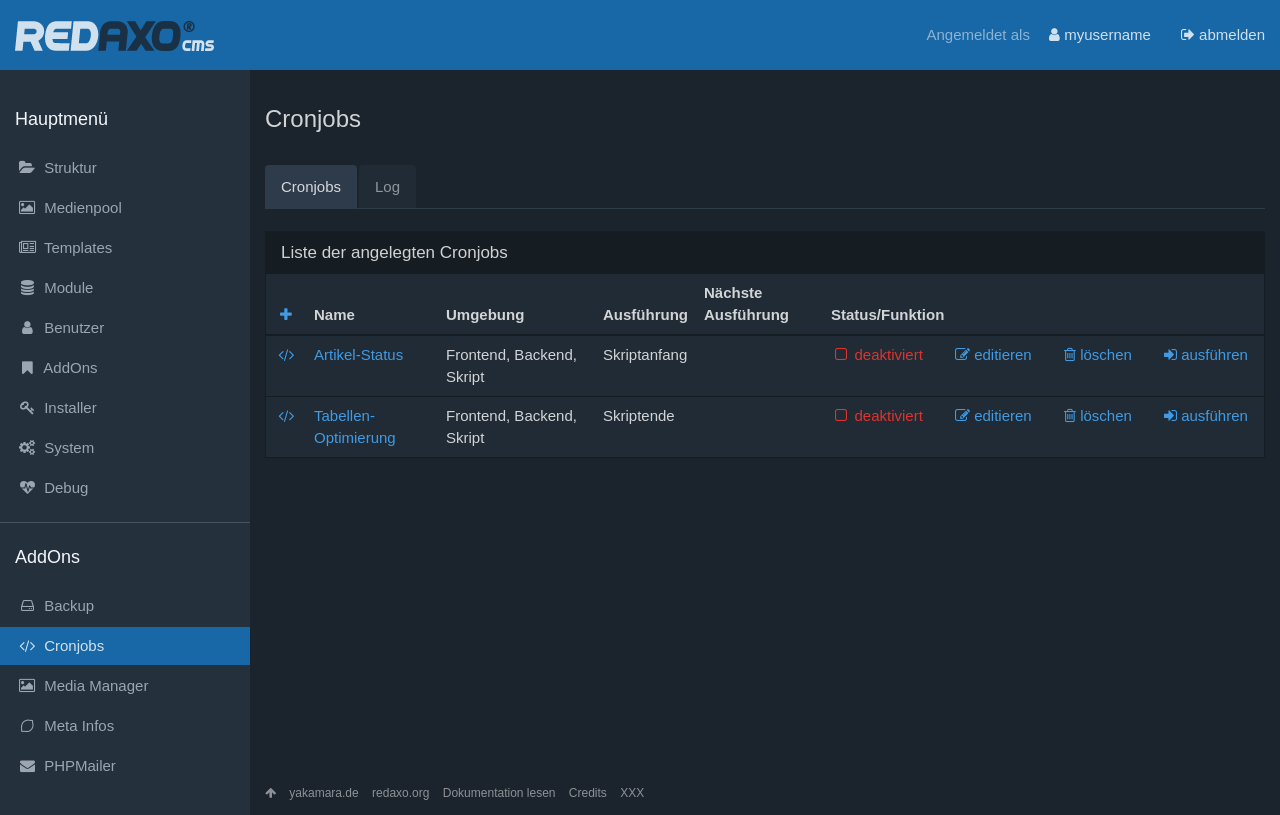 REDAXO® cms
Angemeldet als myusername abmelden
Hauptmenü
Struktur
Medienpool
Templates
Module
Benutzer
AddOns
Installer
System
Debug
AddOns
Backup
Cronjobs
Media Manager
Meta Infos
PHPMailer
Cronjobs
Cronjobs Log
Liste der angelegten Cronjobs
Name Umgebung Ausführung Nächste Ausführung Status/Funktion
Artikel-Status Frontend, Backend, Skript Skriptanfang deaktiviert editieren löschen ausführen
Tabellen-Optimierung Frontend, Backend, Skript Skriptende deaktiviert editieren löschen ausführen
yakamara.de redaxo.org Dokumentation lesen Credits XXX